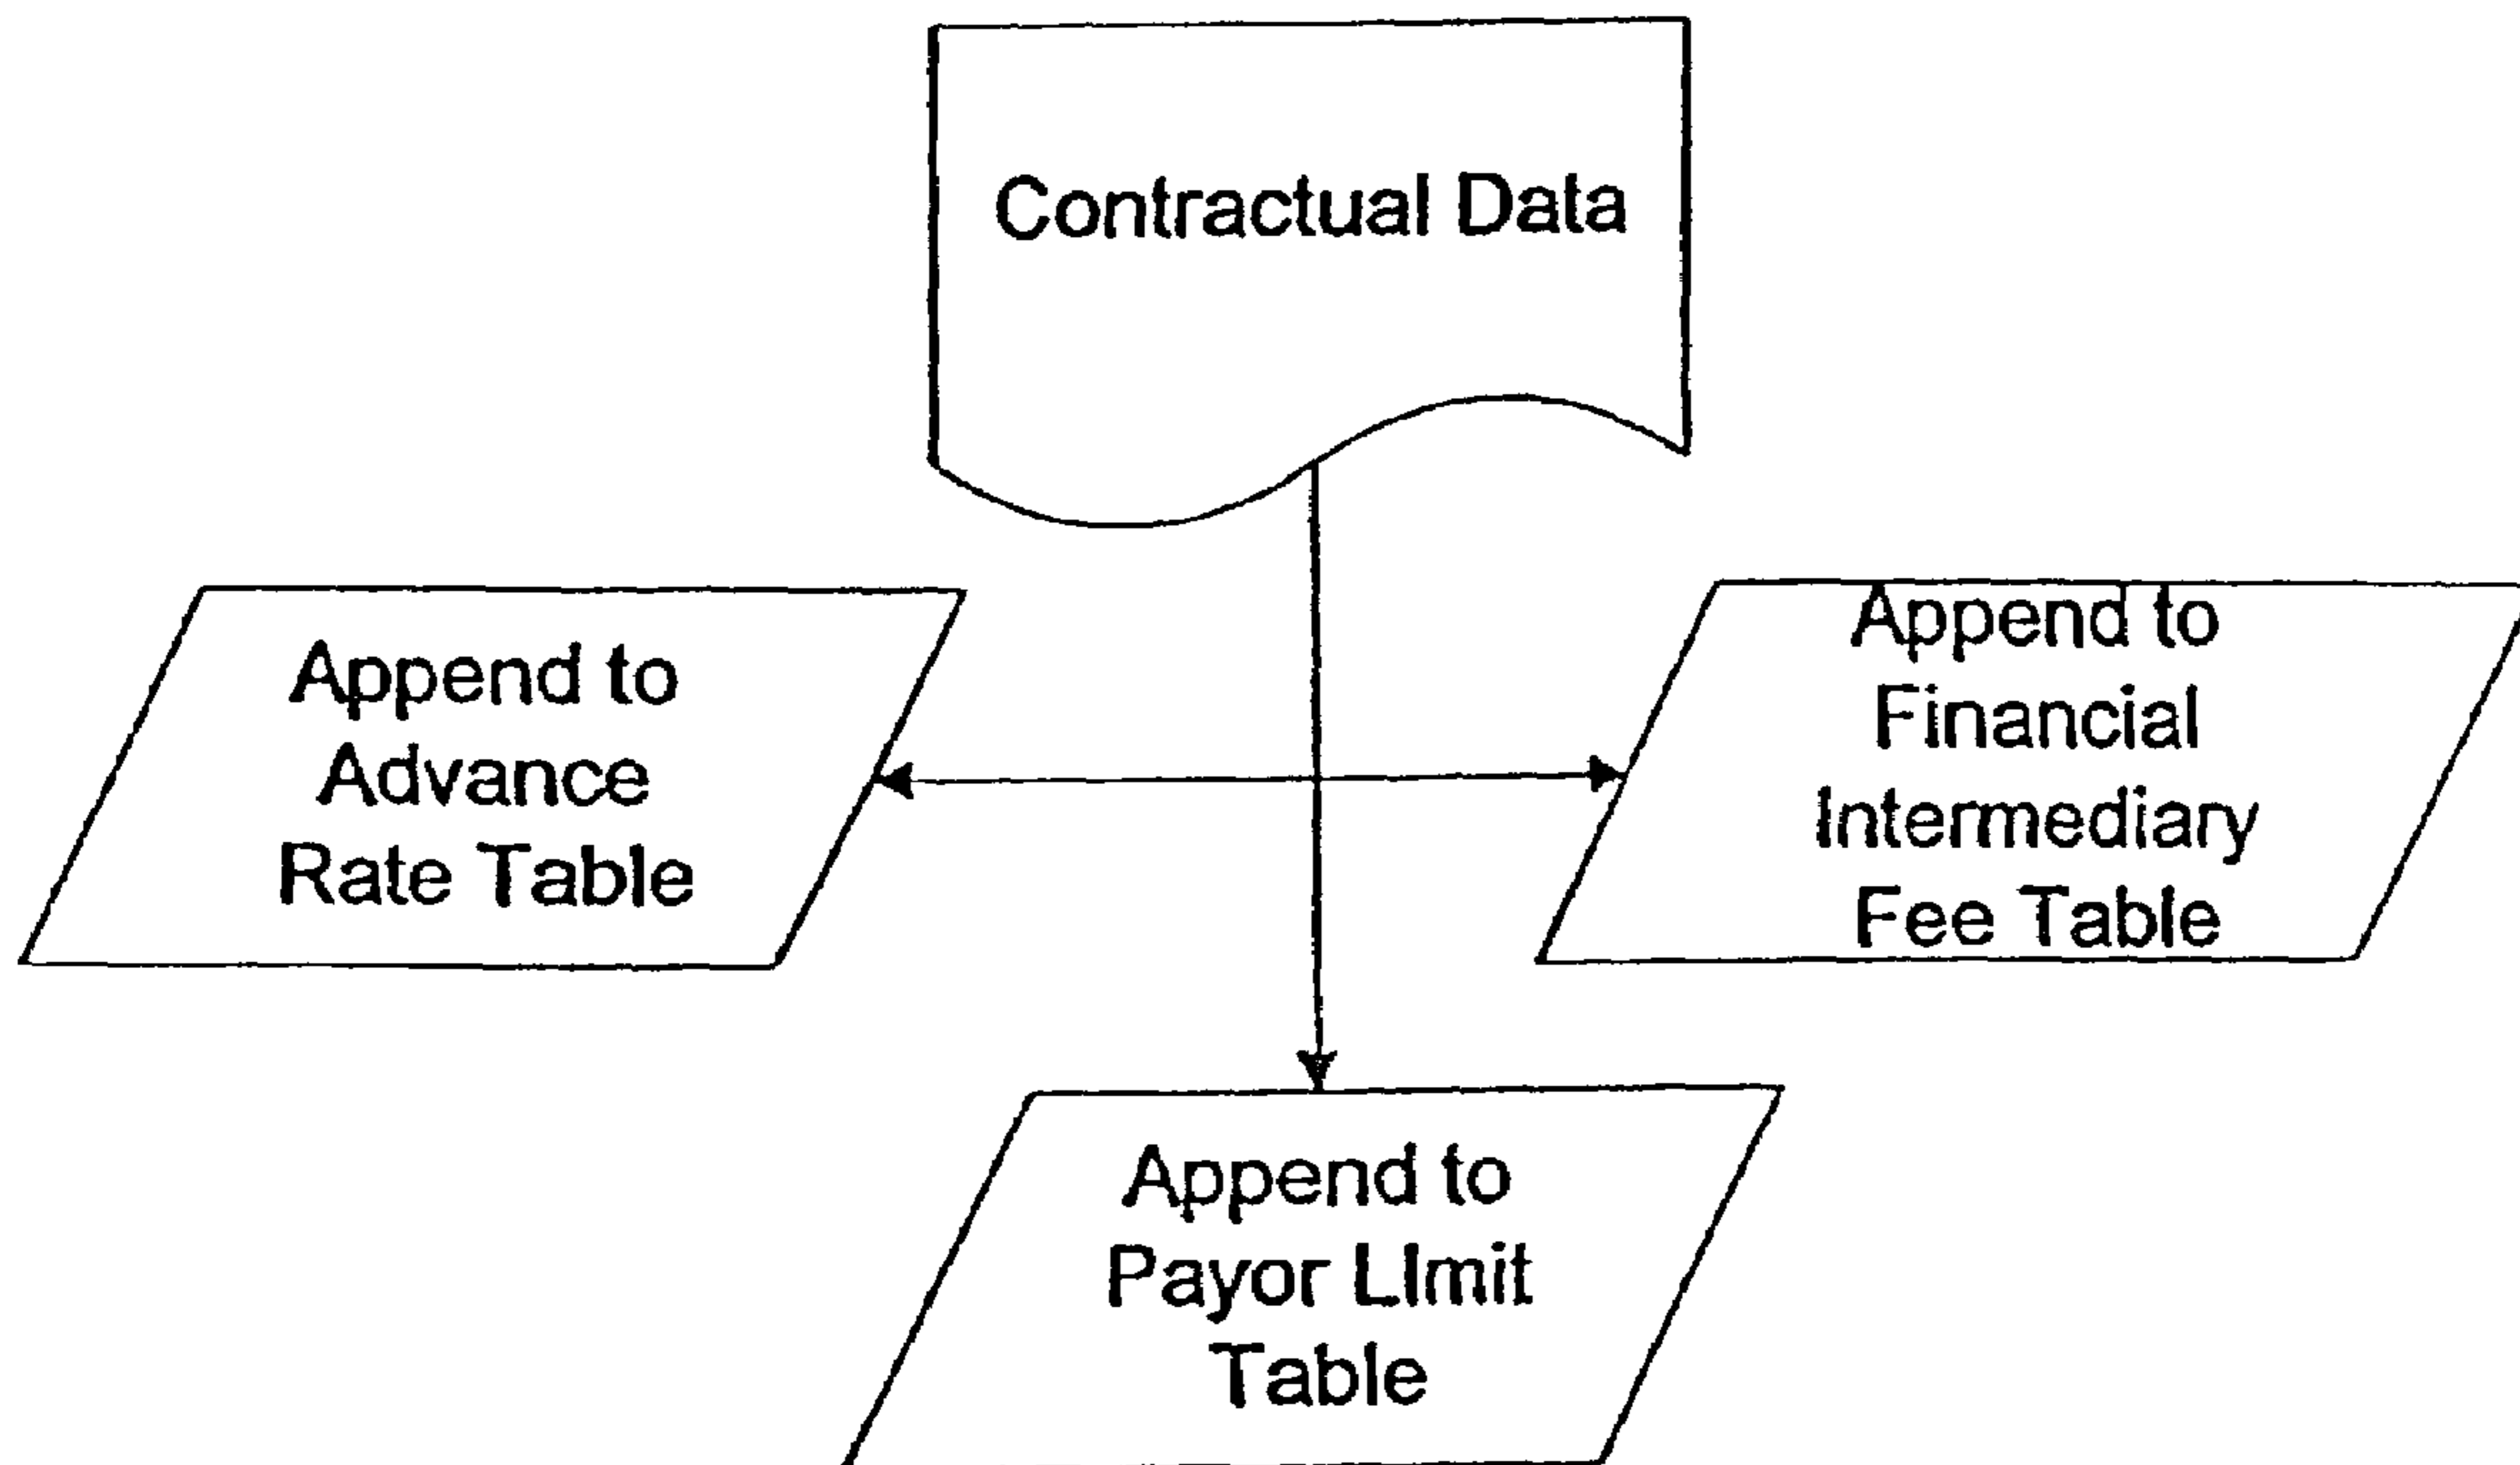 Contractual Data
Append to
Advance
Rate Table
Append to
Financial
Intermediary
Fee Table
Append to
Payor LImit
Table